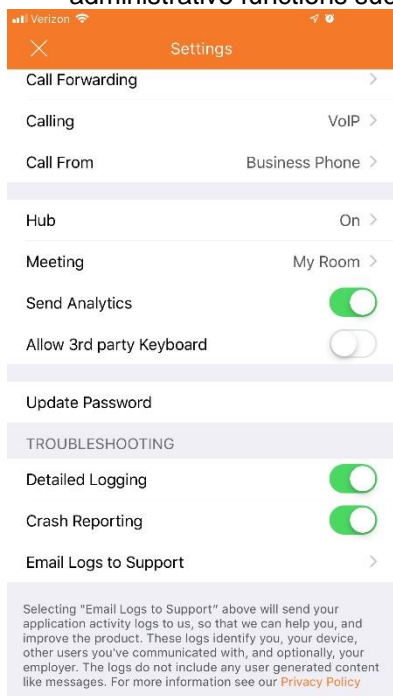 administrative functions suc
Verizon
Settings
Call Forwarding
Calling VoIP
Call From Business Phone
Hub On
Meeting My Room
Send Analytics
Allow 3rd party Keyboard
Update Password
TROUBLESHOOTING
Detailed Logging
Crash Reporting
Email Logs to Support
Selecting "Email Logs to Support" above will send your
application activity logs to us, so that we can help you, and
improve the product. These logs identify you, your device,
other users you've communicated with, and optionally, your
employer. The logs do not include any user generated content
like messages. For more information see our Privacy Policy